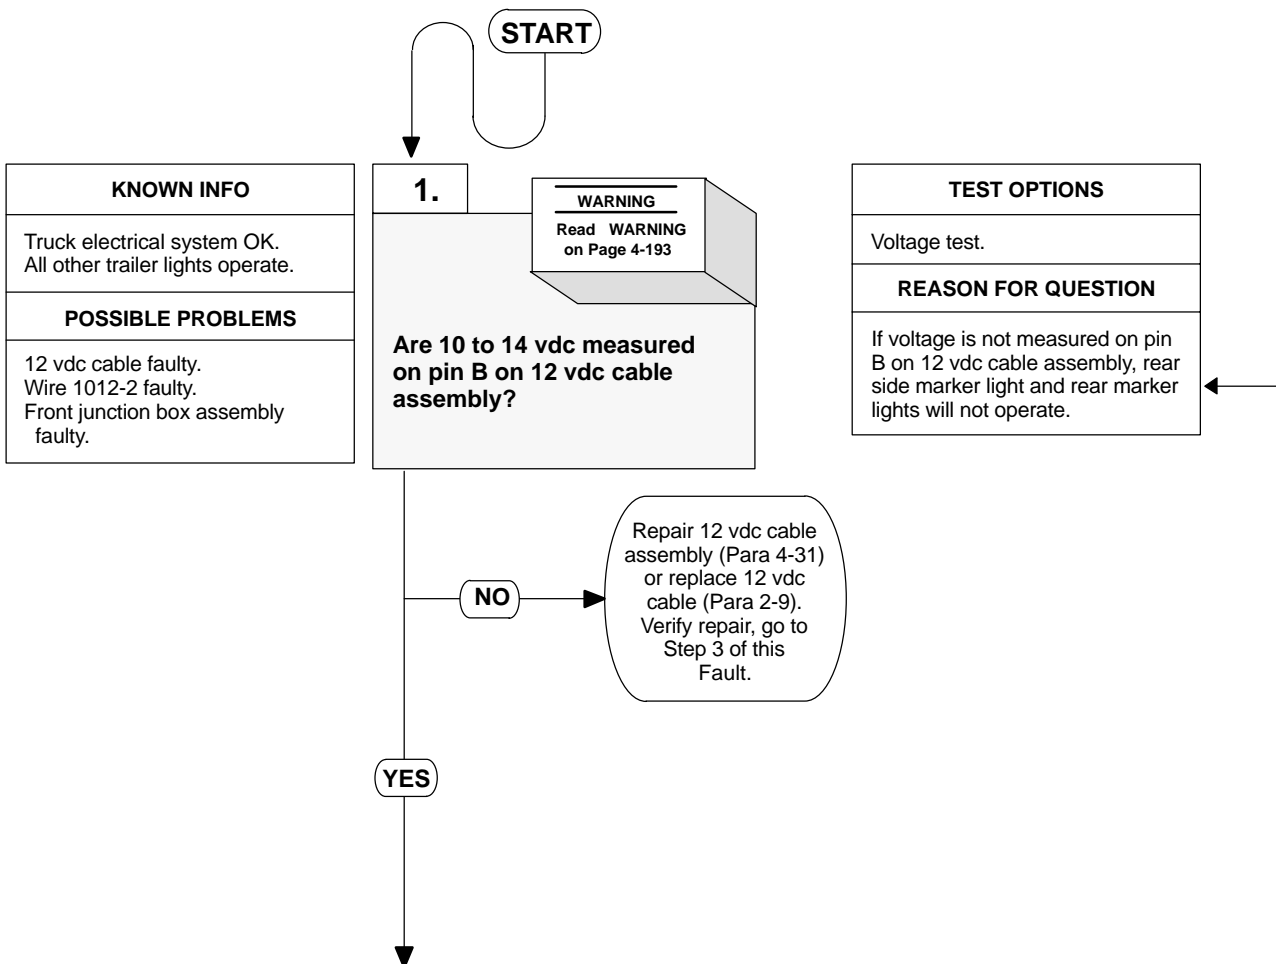 START
KNOWN INFO
Truck electrical system OK.
All other trailer lights operate.
POSSIBLE PROBLEMS
12 vdc cable faulty.
Wire 1012-2 faulty.
Front junction box assembly
faulty.
1.
WARNING
Read WARNING
on Page 4-193
Are 10 to 14 vdc measured
on pin B on 12 vdc cable
assembly?
TEST OPTIONS
Voltage test.
REASON FOR QUESTION
If voltage is not measured on pin
B on 12 vdc cable assembly, rear
side marker light and rear marker
lights will not operate.
NO
Repair 12 vdc cable
assembly (Para 4-31)
or replace 12 vdc
cable (Para 2-9).
Verify repair, go to
Step 3 of this
Fault.
YES